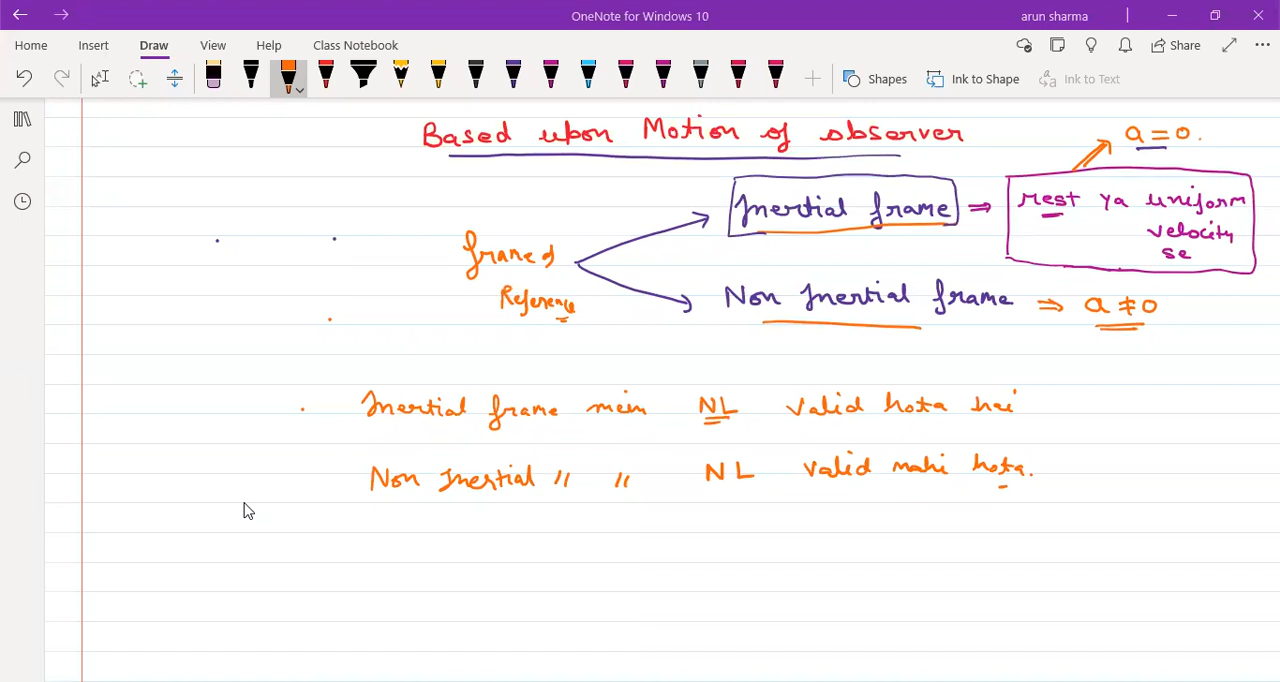 OneNote for Windows 10
arun sharma
Home Insert Draw View Help Class Notebook
Share
Shapes Ink to Shape Ink to Text
Based upon Motion of observer
a = 0.
Inertial frame ⇒ rest ya uniform
velocity
se
frame of
Reference
Non Inertial frame ⇒ a ≠ 0
Inertial frame mein NL valid hota hai
Non Inertial " " NL valid nahi hota.